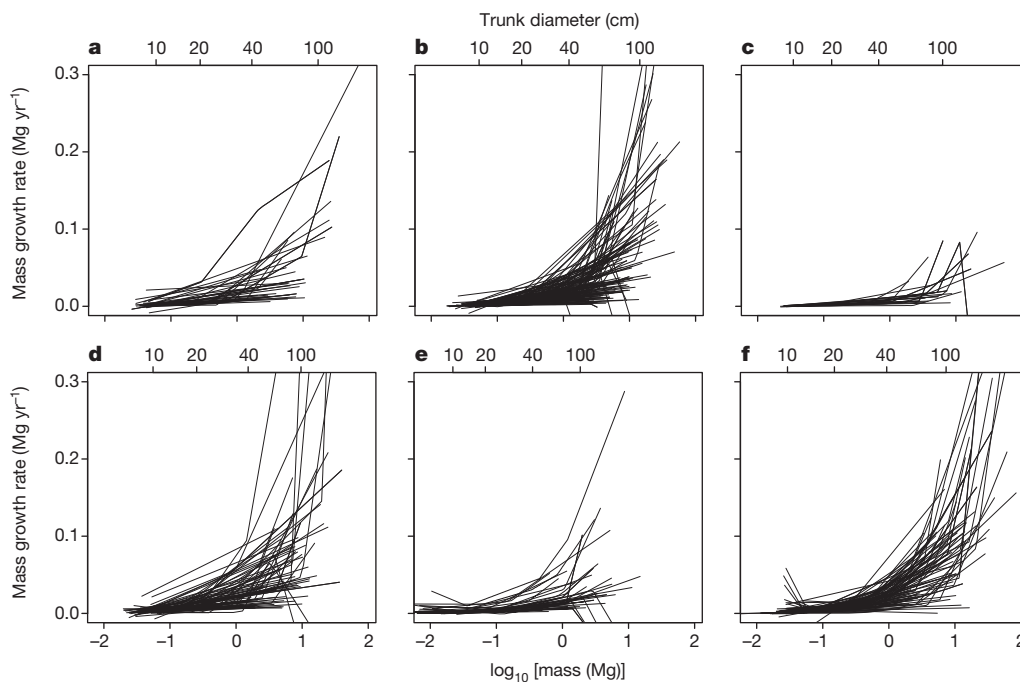 Trunk diameter (cm)
a 10 20 40 100
b 10 20 40 100
c 10 20 40 100
0.3
0.2
0.1
0.0
Mass growth rate (Mg yr⁻¹)
d 10 20 40 100
e 10 20 40 100
f 10 20 40 100
0.3
0.2
0.1
0.0
Mass growth rate (Mg yr⁻¹)
−2 −1 0 1 2
−2 −1 0 1 2
−2 −1 0 1 2
log₁₀ [mass (Mg)]